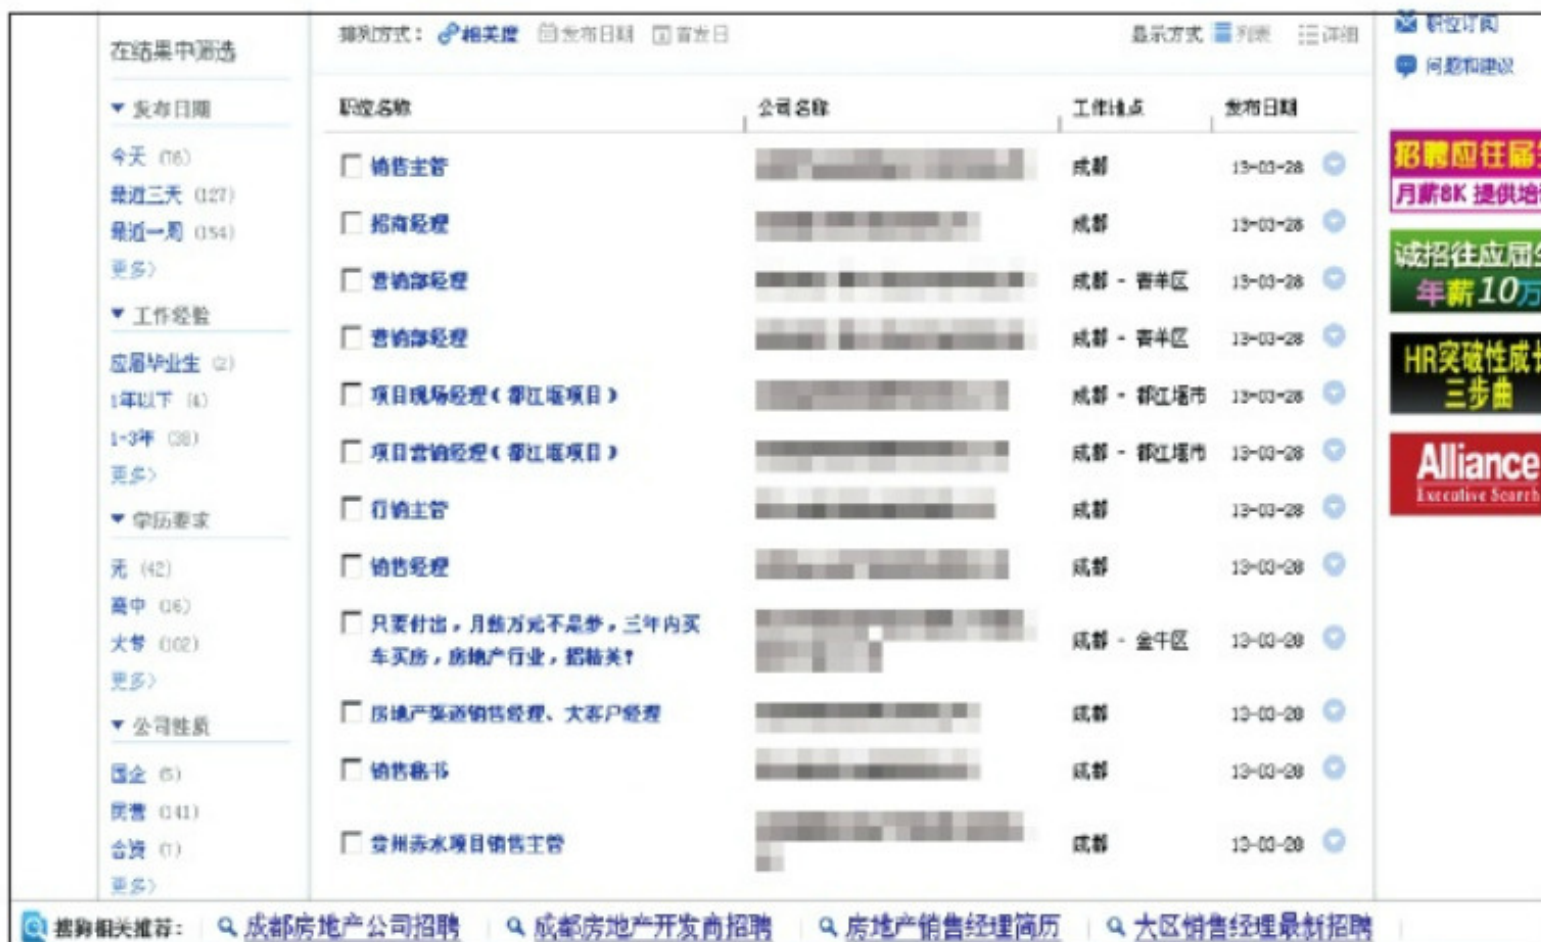 在结果中筛选
排列方式： 相关度 发布日期 首发日
显示方式 列表 详细
职位订阅
问题和建议
发布日期
今天 (76)
最近三天 (127)
最近一周 (154)
更多>
工作经验
应届毕业生 (2)
1年以下 (4)
1-3年 (38)
更多>
学历要求
无 (42)
高中 (16)
大专 (102)
更多>
公司性质
国企 (5)
民营 (141)
合资 (1)
更多>
职位名称 公司名称 工作地点 发布日期
销售主管 成都 13-03-28
招商经理 成都 13-03-28
营销部经理 成都 - 青羊区 13-03-28
营销部经理 成都 - 青羊区 13-03-28
项目现场经理（都江堰项目） 成都 - 都江堰市 13-03-28
项目营销经理（都江堰项目） 成都 - 都江堰市 13-03-28
行销主管 成都 13-03-28
销售经理 成都 13-03-28
只要付出，月薪万元不是梦，三年内买
车买房，房地产行业，招精英！ 成都 - 金牛区 13-03-28
房地产渠道销售经理、大客户经理 成都 13-03-28
销售秘书 成都 13-03-28
贵州赤水项目销售主管 成都 13-03-28
招聘应往届
月薪8K 提供培
诚招往应届
年薪10万
HR突破性成长
三步曲
Alliance
Executive Search
搜狗相关推荐： 成都房地产公司招聘 成都房地产开发商招聘 房地产销售经理简历 大区销售经理最新招聘